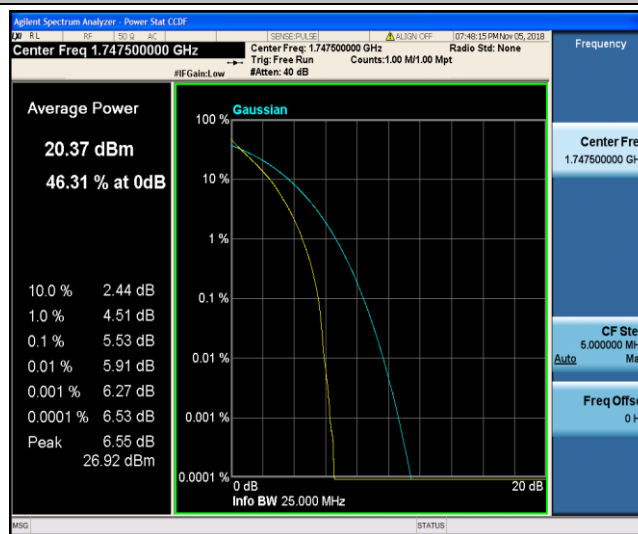 Agilent Spectrum Analyzer - Power Stat CCDF
RL RF 50 Ω AC SENSE:PULSE ALIGN OFF 07:48:15 PM Nov 05, 2018
Center Freq 1.747500000 GHz
Center Freq: 1.747500000 GHz Radio Std: None
Trig: Free Run Counts:1.00 M/1.00 Mpt
#IFGain:Low #Atten: 40 dB
Frequency
Average Power
20.37 dBm
46.31 % at 0dB
10.0 % 2.44 dB
1.0 % 4.51 dB
0.1 % 5.53 dB
0.01 % 5.91 dB
0.001 % 6.27 dB
0.0001 % 6.53 dB
Peak 6.55 dB
26.92 dBm
Gaussian
100 %
10 %
1 %
0.1 %
0.01 %
0.001 %
0.0001 %
0 dB 20 dB
Info BW 25.000 MHz
Center Fre
1.747500000 GH
CF Ste
5.000000 MH
Auto Ma
Freq Offse
0 H
MSG STATUS